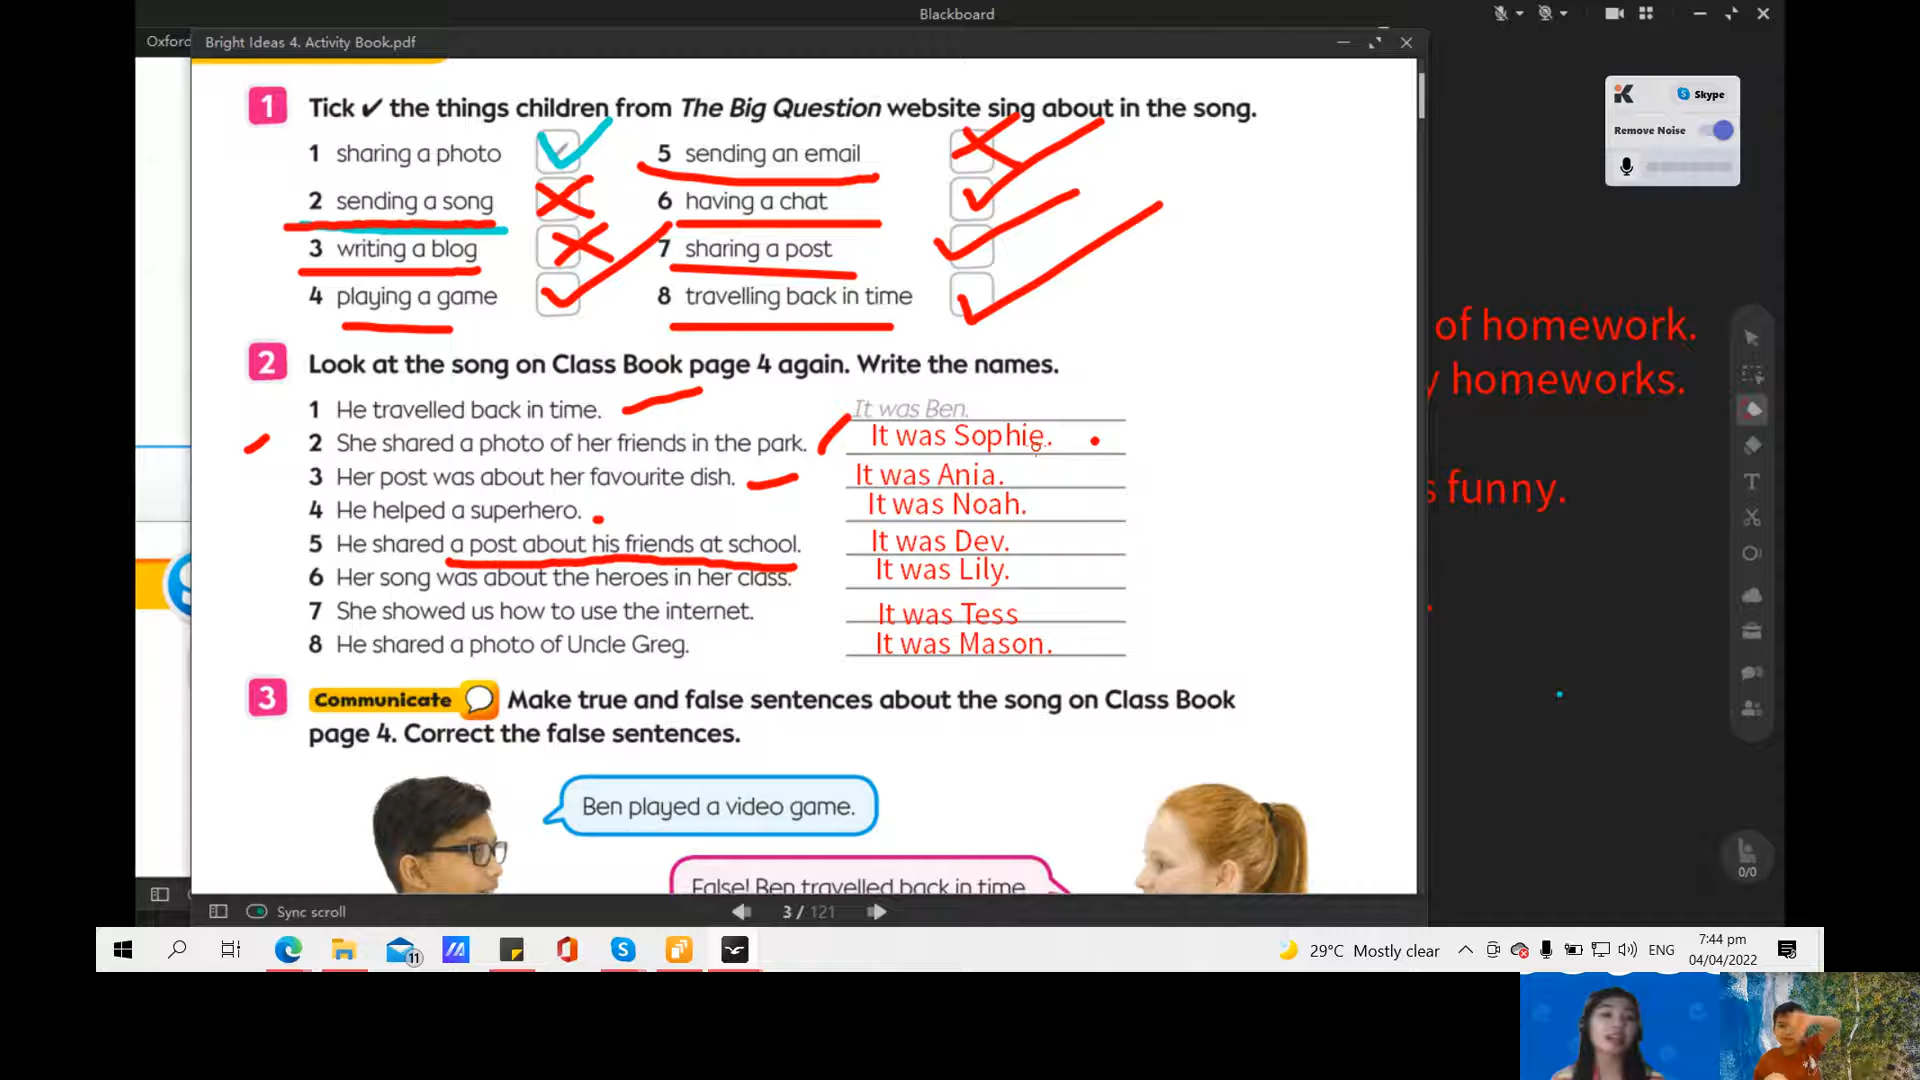 Blackboard
Oxford
Bright Ideas 4. Activity Book.pdf
Skype
Remove Noise
1 Tick ✔ the things children from The Big Question website sing about in the song.
1 sharing a photo
5 sending an email
2 sending a song
6 having a chat
3 writing a blog
7 sharing a post
4 playing a game
8 travelling back in time
of homework.
y homeworks.
s funny.
2 Look at the song on Class Book page 4 again. Write the names.
1 He travelled back in time. It was Ben.
2 She shared a photo of her friends in the park. It was Sophie.
3 Her post was about her favourite dish. It was Ania.
4 He helped a superhero. It was Noah.
5 He shared a post about his friends at school. It was Dev.
6 Her song was about the heroes in her class. It was Lily.
7 She showed us how to use the internet. It was Tess
8 He shared a photo of Uncle Greg. It was Mason.
3 Communicate Make true and false sentences about the song on Class Book
page 4. Correct the false sentences.
Ben played a video game.
False! Ben travelled back in time
0/0
Sync scroll
3 / 121
11
29°C Mostly clear
ENG
7:44 pm
04/04/2022